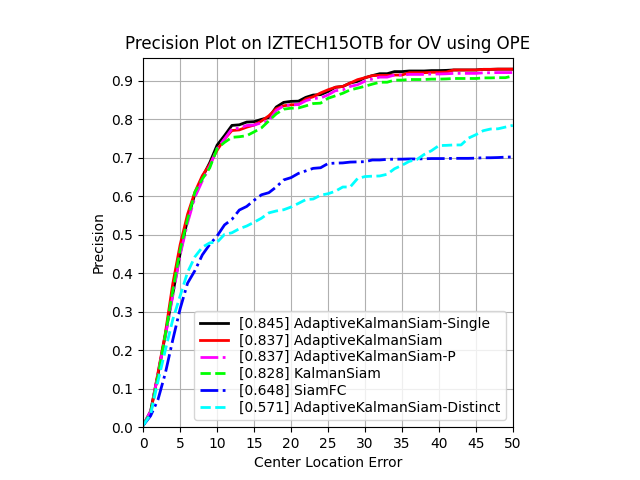 Precision Plot on IZTECH15OTB for OV using OPE
Precision
0.9
0.8
0.7
0.6
0.5
0.4
0.3
0.2
0.1
0.0
[0.845] AdaptiveKalmanSiam-Single
[0.837] AdaptiveKalmanSiam
[0.837] AdaptiveKalmanSiam-P
[0.828] KalmanSiam
[0.648] SiamFC
[0.571] AdaptiveKalmanSiam-Distinct
0 5 10 15 20 25 30 35 40 45 50
Center Location Error